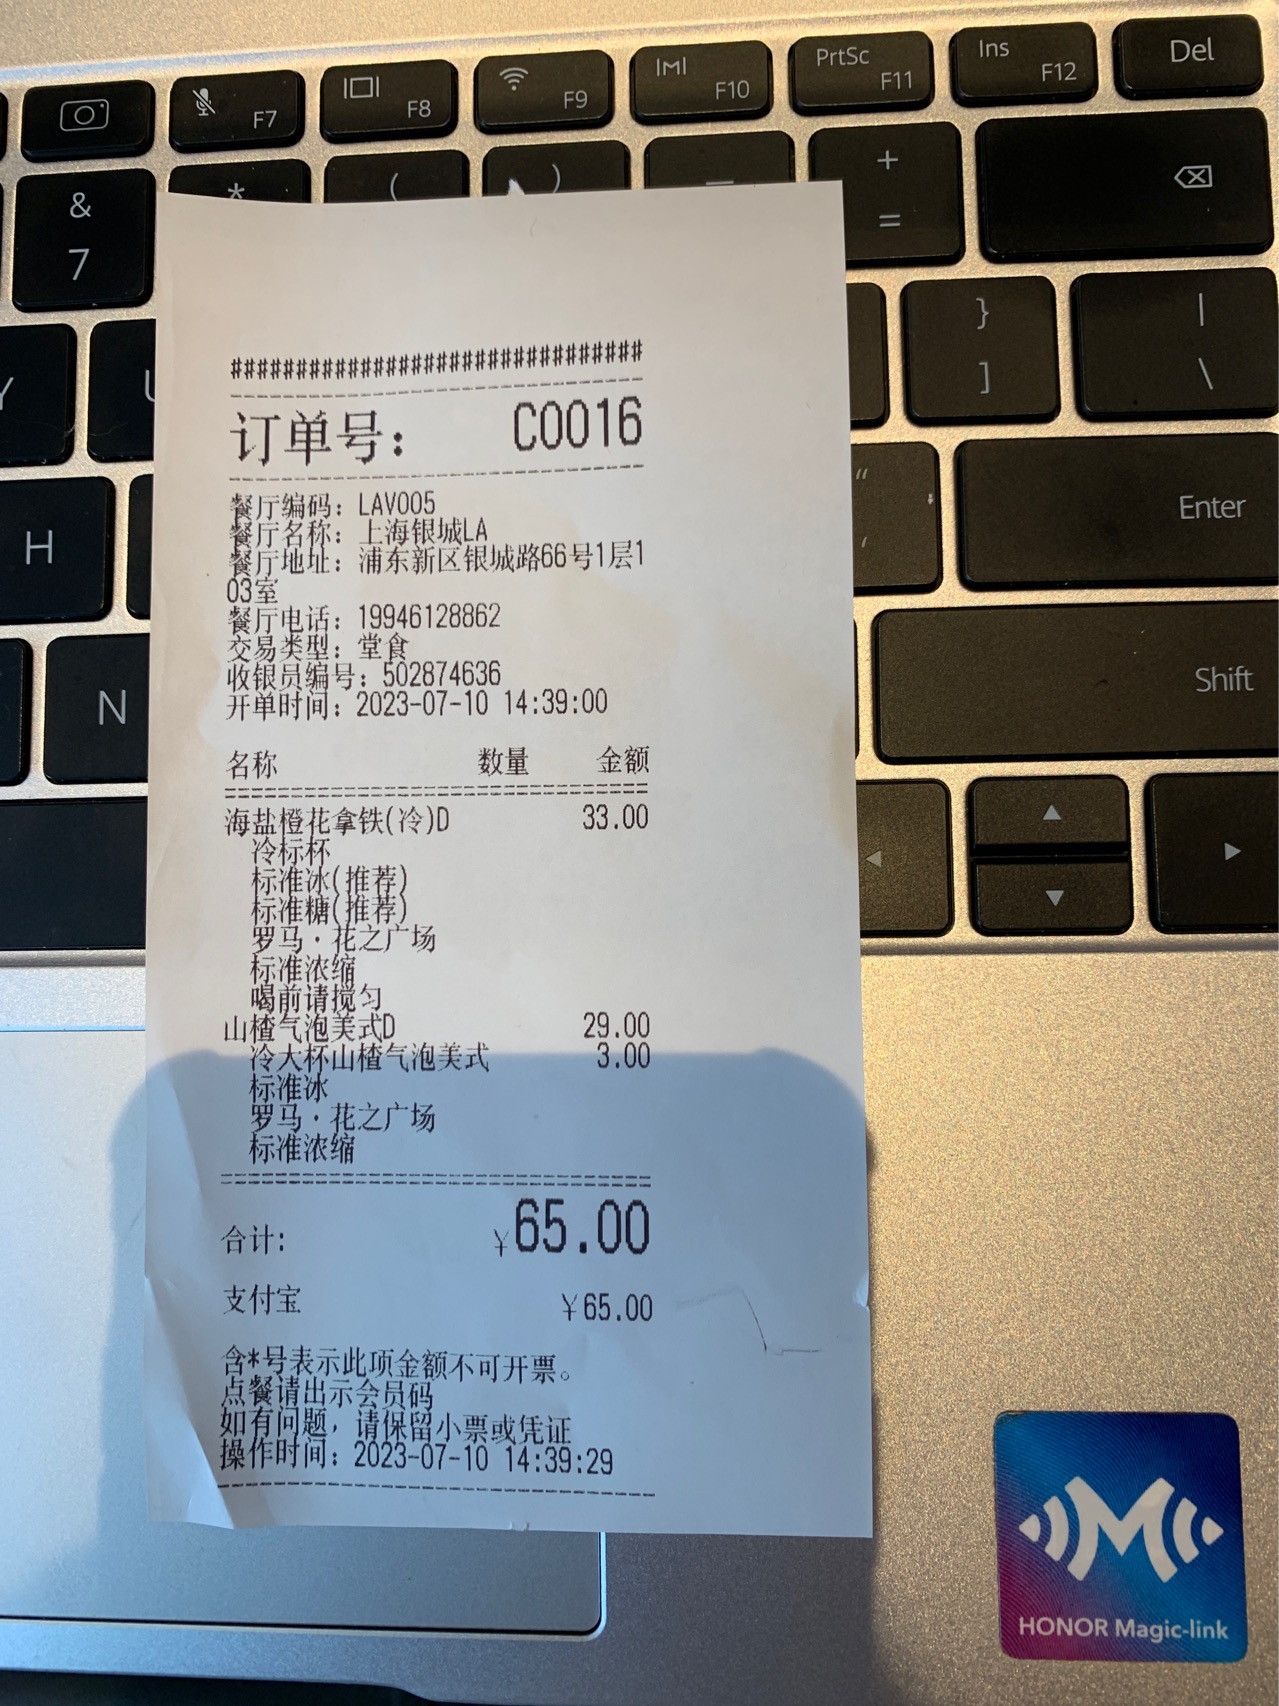 F7
F8
F9
|M| F10
PrtSc F11
Ins F12
Del
&
7
*
(
)
_
+
=
Y
U
}
]
|
\
H
“
‘
Enter
N
Shift
##############################
订单号： C0016
餐厅编码：LAV005
餐厅名称：上海银城LA
餐厅地址：浦东新区银城路66号1层1
03室
餐厅电话：19946128862
交易类型：堂食
收银员编号：502874636
开单时间：2023-07-10 14:39:00
名称 数量 金额
海盐橙花拿铁(冷)D 33.00
冷标杯
标准冰(推荐)
标准糖(推荐)
罗马·花之广场
标准浓缩
喝前请搅匀
山楂气泡美式D 29.00
冷大杯山楂气泡美式 3.00
标准冰
罗马·花之广场
标准浓缩
合计: ¥65.00
支付宝 ¥65.00
含*号表示此项金额不可开票。
点餐请出示会员码
如有问题，请保留小票或凭证
操作时间：2023-07-10 14:39:29
M
HONOR Magic-link